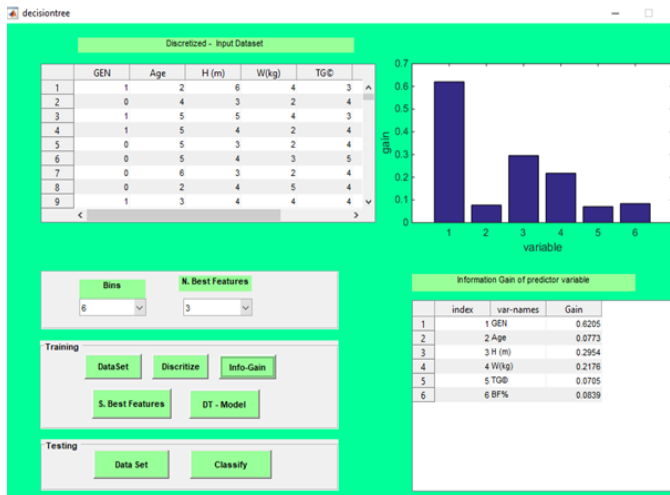 decisiontree
Discretized - Input Dataset
GEN Age H (m) W(kg) TG©
1 1 2 6 4 3
2 0 4 3 2 4
3 1 5 5 4 3
4 1 5 4 2 4
5 0 5 3 2 4
6 0 5 4 3 5
7 0 6 3 2 4
8 0 2 4 5 4
9 1 3 4 4 4
0.7
0.6
0.5
0.4
0.3
0.2
0.1
0
gain
1 2 3 4 5 6
variable
Bins N. Best Features
6 3
Training
DataSet Discritize Info-Gain
S. Best Features DT - Model
Testing
Data Set Classify
Information Gain of predictor variable
index var-names Gain
1 1 GEN 0.6205
2 2 Age 0.0773
3 3 H (m) 0.2954
4 4 W(kg) 0.2176
5 5 TG© 0.0705
6 6 BF% 0.0839